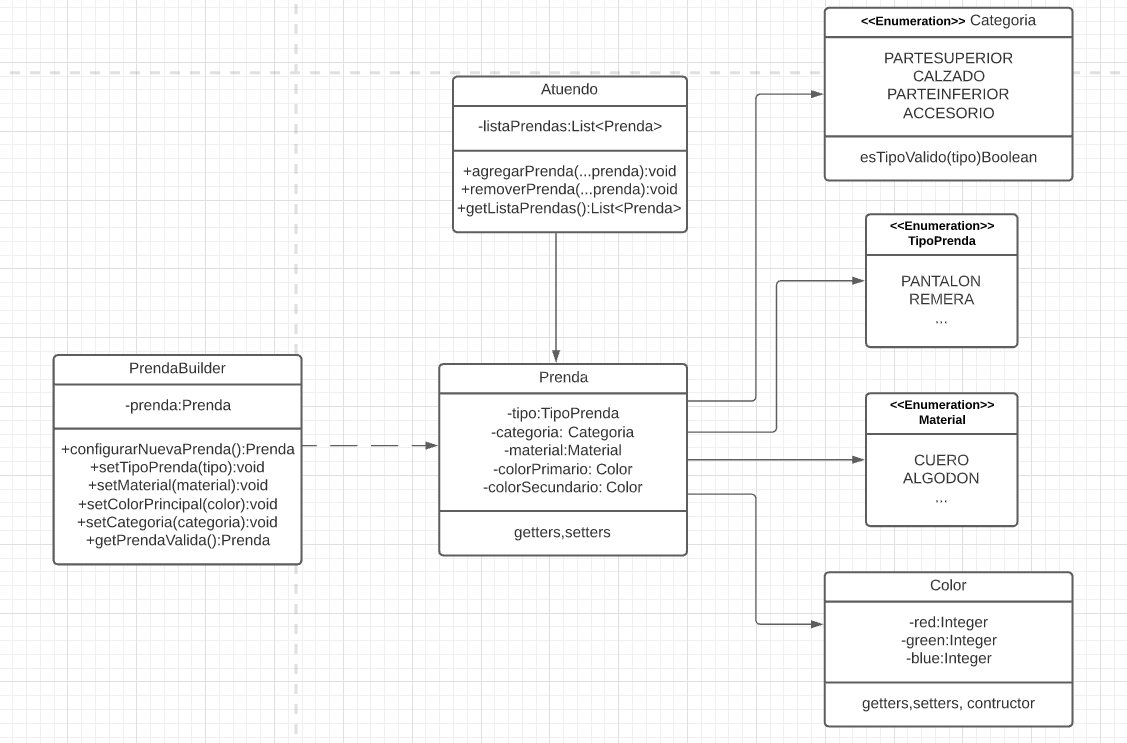 <<Enumeration>> Categoria
PARTESUPERIOR
CALZADO
PARTEINFERIOR
ACCESORIO
esTipoValido(tipo)Boolean
Atuendo
-listaPrendas:List<Prenda>
+agregarPrenda(...prenda):void
+removerPrenda(...prenda):void
+getListaPrendas():List<Prenda>
<<Enumeration>>
TipoPrenda
PANTALON
REMERA
...
PrendaBuilder
-prenda:Prenda
+configurarNuevaPrenda():Prenda
+setTipoPrenda(tipo):void
+setMaterial(material):void
+setColorPrincipal(color):void
+setCategoria(categoria):void
+getPrendaValida():Prenda
Prenda
-tipo:TipoPrenda
-categoria: Categoria
-material:Material
-colorPrimario: Color
-colorSecundario: Color
getters,setters
<<Enumeration>>
Material
CUERO
ALGODON
...
Color
-red:Integer
-green:Integer
-blue:Integer
getters,setters, contructor